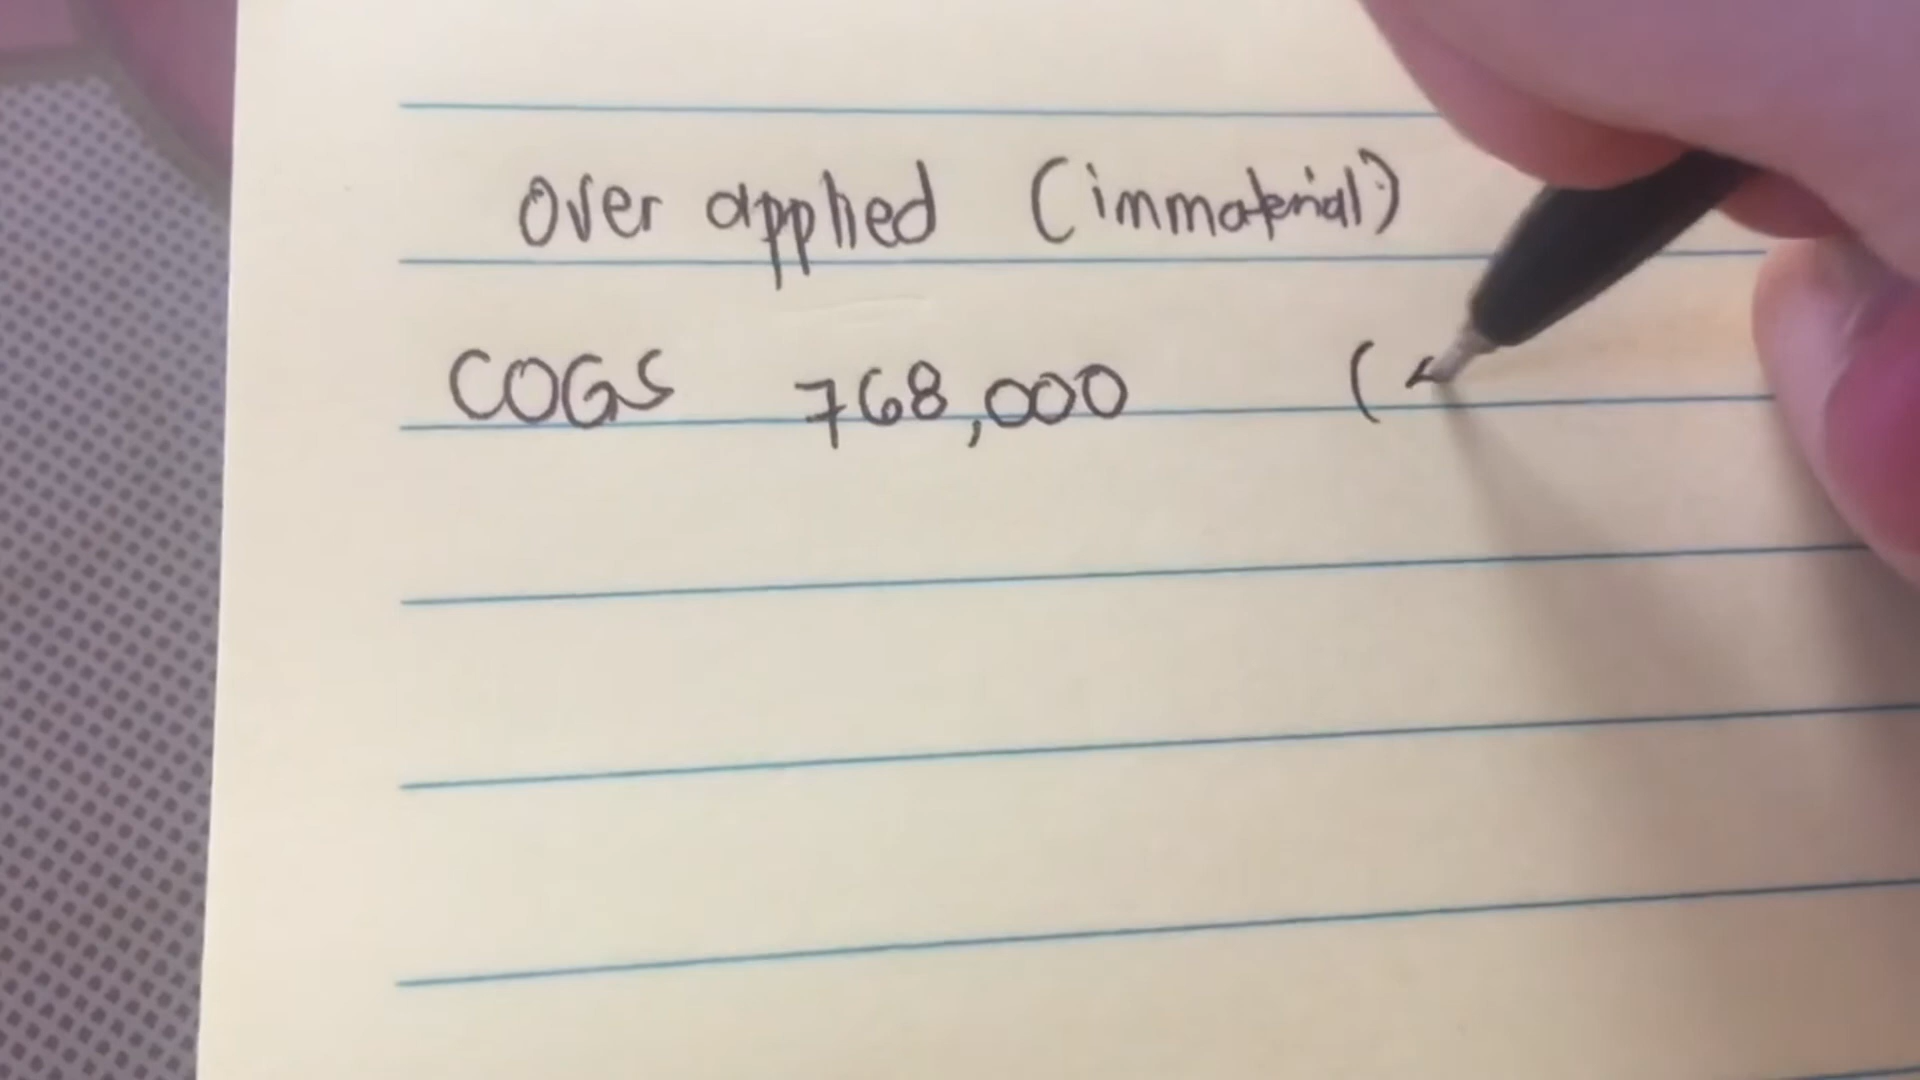 Over applied (immaterial)
COGS 768,000 (